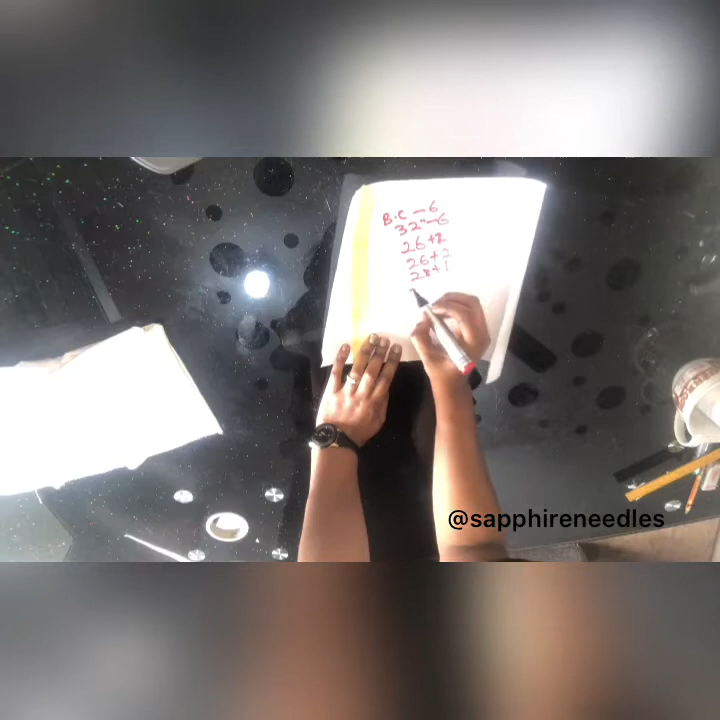 B.C - 6
32" - 6
26 + 2
26 + 2
28 + 1
@sapphireneedles